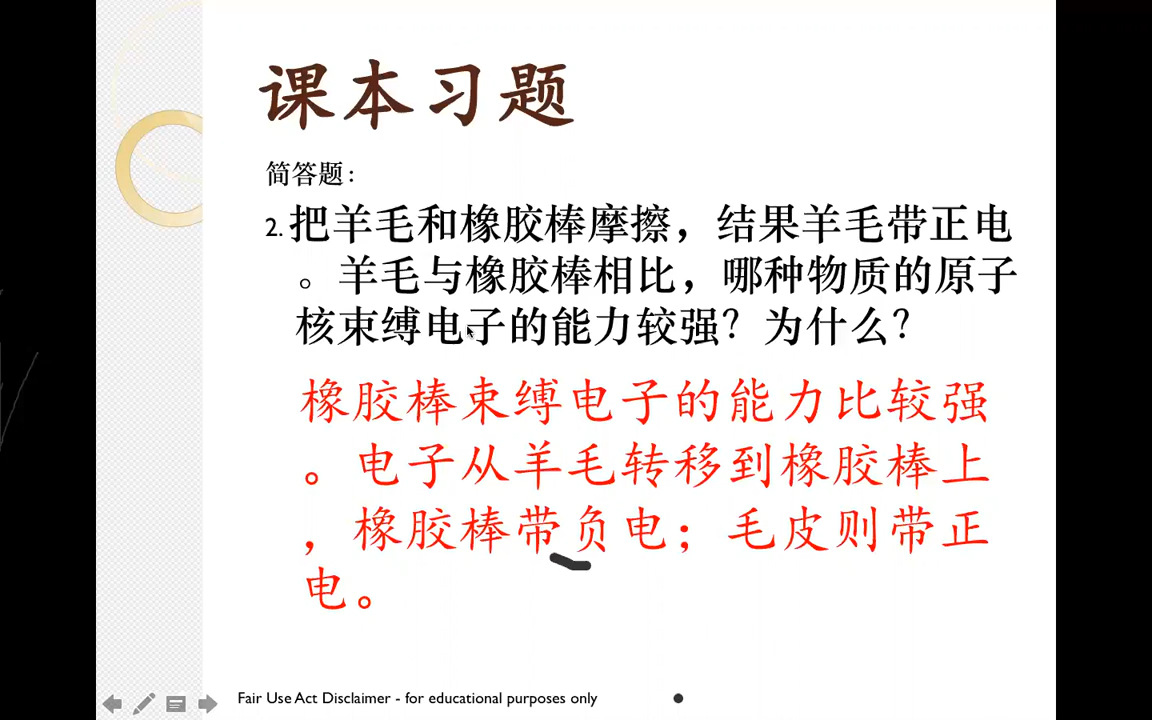 课本习题
简答题：
2. 把羊毛和橡胶棒摩擦，结果羊毛带正电
。羊毛与橡胶棒相比，哪种物质的原子
核束缚电子的能力较强？为什么？
橡胶棒束缚电子的能力比较强
。电子从羊毛转移到橡胶棒上
，橡胶棒带负电；毛皮则带正
电。
Fair Use Act Disclaimer - for educational purposes only